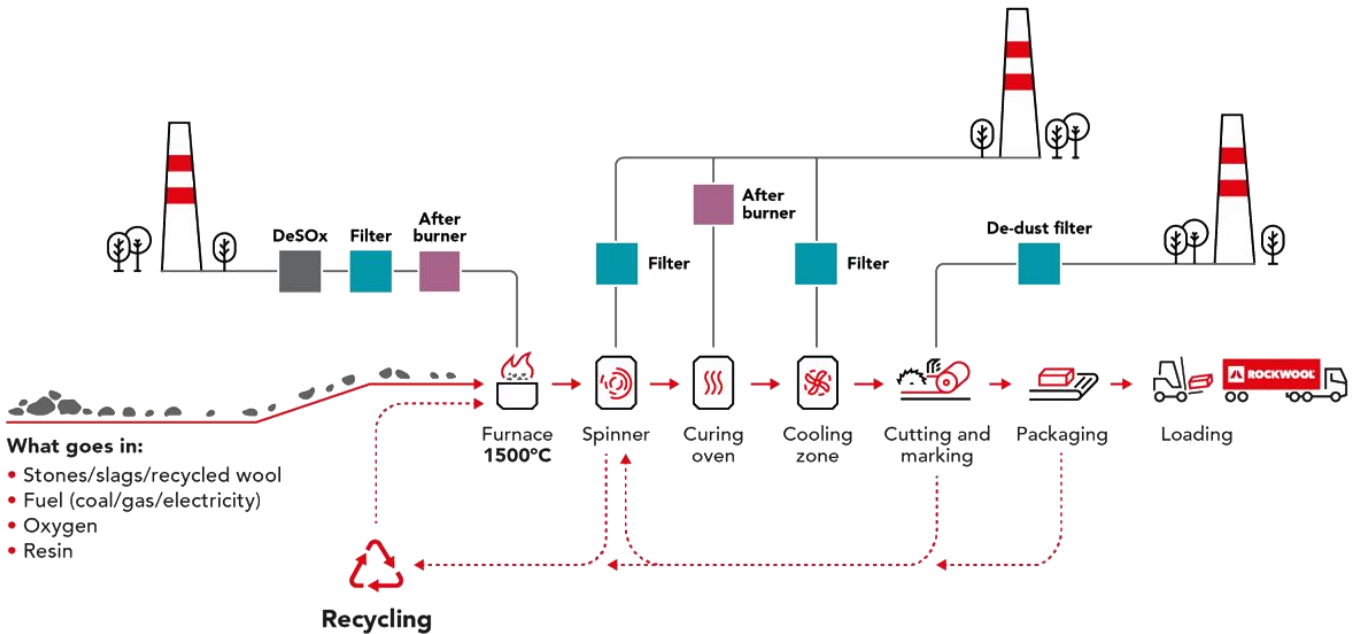 DeSOx
Filter
After
burner
Filter
After
burner
Filter
De-dust filter
ROCKWOOL
Furnace
1500°C
Spinner
Curing
oven
Cooling
zone
Cutting and
marking
Packaging
Loading
What goes in:
• Stones/slags/recycled wool
• Fuel (coal/gas/electricity)
• Oxygen
• Resin
Recycling